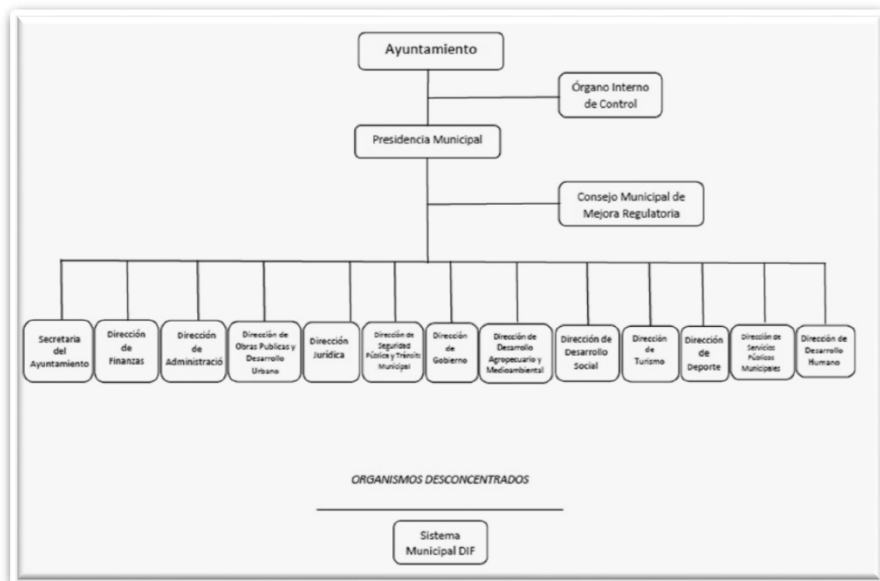 Ayuntamiento
Órgano Interno
de Control
Presidencia Municipal
Consejo Municipal de
Mejora Regulatoria
Secretaria
del
Ayuntamiento
Dirección
de
Finanzas
Dirección
de
Administració
Dirección de
Obras Publicas y
Desarrollo
Urbano
Dirección
Jurídica
Dirección de
Seguridad
Pública y Tránsito
Municipal
Dirección
de
Gobierno
Dirección de
Desarrollo
Agropecuario y
Medioambiental
Dirección de
Desarrollo
Social
Dirección
de
Turismo
Dirección
de
Deporte
Dirección de
Servicios
Públicos
Municipales
Dirección de
Desarrollo
Humano
ORGANISMOS DESCONCENTRADOS
Sistema
Municipal DIF